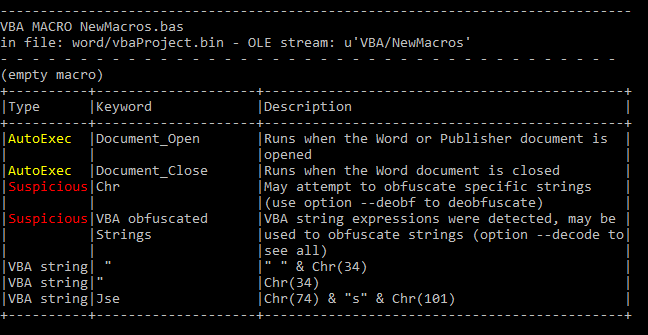 -------------------------------------------------------------------------------
VBA MACRO NewMacros.bas
in file: word/vbaProject.bin - OLE stream: u'VBA/NewMacros'
- - - - - - - - - - - - - - - - - - - - - - - - - - - - - - - - - - - - - - -
(empty macro)
+----------+--------------------+---------------------------------------------+
|Type      |Keyword             |Description                                  |
+----------+--------------------+---------------------------------------------+
|AutoExec  |Document_Open       |Runs when the Word or Publisher document is  |
|          |                    |opened                                       |
|AutoExec  |Document_Close      |Runs when the Word document is closed        |
|Suspicious|Chr                 |May attempt to obfuscate specific strings    |
|          |                    |(use option --deobf to deobfuscate)          |
|Suspicious|VBA obfuscated      |VBA string expressions were detected, may be |
|          |Strings             |used to obfuscate strings (option --decode to|
|          |                    |see all)                                     |
|VBA string| "                  |" " & Chr(34)                                |
|VBA string|"                   |Chr(34)                                      |
|VBA string|Jse                 |Chr(74) & "s" & Chr(101)                     |
+----------+--------------------+---------------------------------------------+